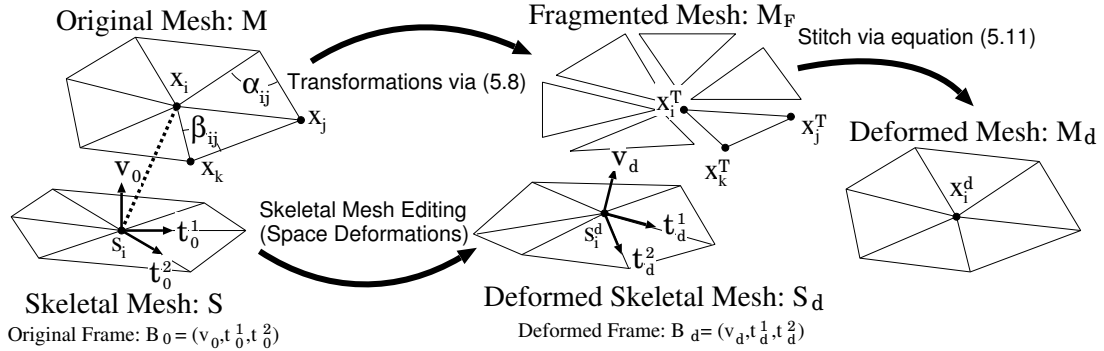 Original Mesh: M
Fragmented Mesh: M_F
Transformations via (5.8)
Stitch via equation (5.11)
x_i
α_ij
x_j
β_ij
x_k
x_i^T
x_j^T
x_k^T
Deformed Mesh: M_d
x_i^d
v_0
s_i
t_0^1
t_0^2
Skeletal Mesh Editing
(Space Deformations)
v_d
s_i^d
t_d^1
t_d^2
Skeletal Mesh: S
Deformed Skeletal Mesh: S_d
Original Frame: B_0 = (v_0, t_0^1, t_0^2)
Deformed Frame: B_d = (v_d, t_d^1, t_d^2)